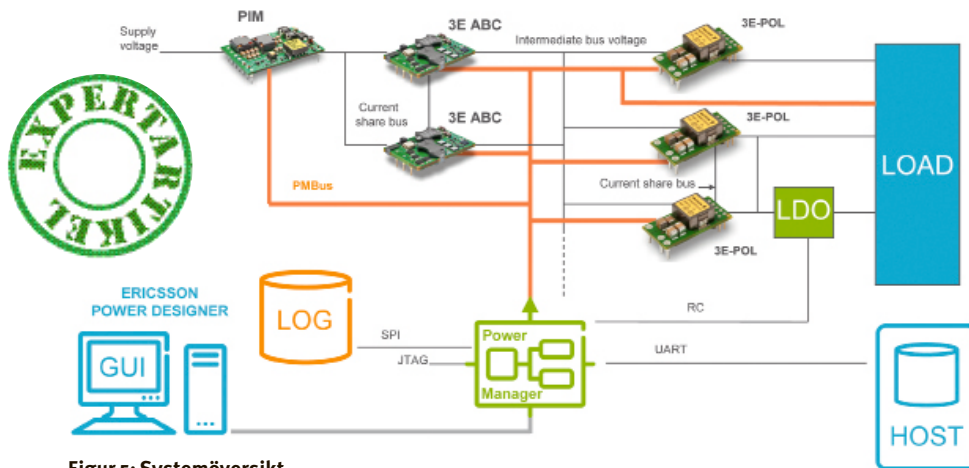 PIM
3E ABC
3E-POL
Supply
voltage
Intermediate bus voltage
EXPERTARTIKEL
Current
share bus
3E ABC
3E-POL
LOAD
PMBus
Current share bus
LDO
3E-POL
ERICSSON
POWER DESIGNER
LOG
RC
SPI
Power
UART
GUI
JTAG
Manager
HOST
Figur 5: Systemöversikt